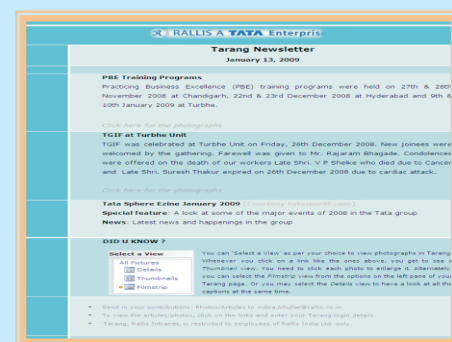 RALLIS A TATA Enterpris
Tarang Newsletter
January 13, 2009
PBE Training Programs
Practicing Business Excellence (PBE) training programs were held on 27th & 28th
November 2008 at Chandigarh, 22nd & 23rd December 2008 at Hyderabad and 9th &
10th January 2009 at Turbhe.
Click here for the photographs
TGIF at Turbhe Unit
TGIF was celebrated at Turbhe Unit on Friday, 26th December 2008. New joinees were
welcomed by the gathering. Farewell was given to Mr. Rajaram Bhagade. Condolences
were offered on the death of our workers Late Shri. V P Shelke who died due to Cancer
and Late Shri. Suresh Thakur expired on 26th December 2008 due to cardiac attack.
Click here for the photographs
Tata Sphere Ezine January 2009 (Courtesy tataworld.com)
Special feature: A look at some of the major events of 2008 in the Tata group
News: Latest news and happenings in the group
DID U KNOW ?
Select a View
All Pictures
Details
Thumbnails
Filmstrip
You can 'Select a View' as per your choice to view photographs in Tarang
Whenever you click on a link like the ones above, you get to see a
Thumbnail view. You need to click each photo to enlarge it. Alternately
you can select the Filmstrip view from the options on the left pane of your
Tarang page. Or you may select the Details view to have a look at all the
captions at the same time.
Send in your contributions: Photos/Articles to
To view the articles/photos, click on the links and enter your Tarang login details.
Tarang, Rallis Intranet, is restricted to employees of Rallis India Ltd. only.